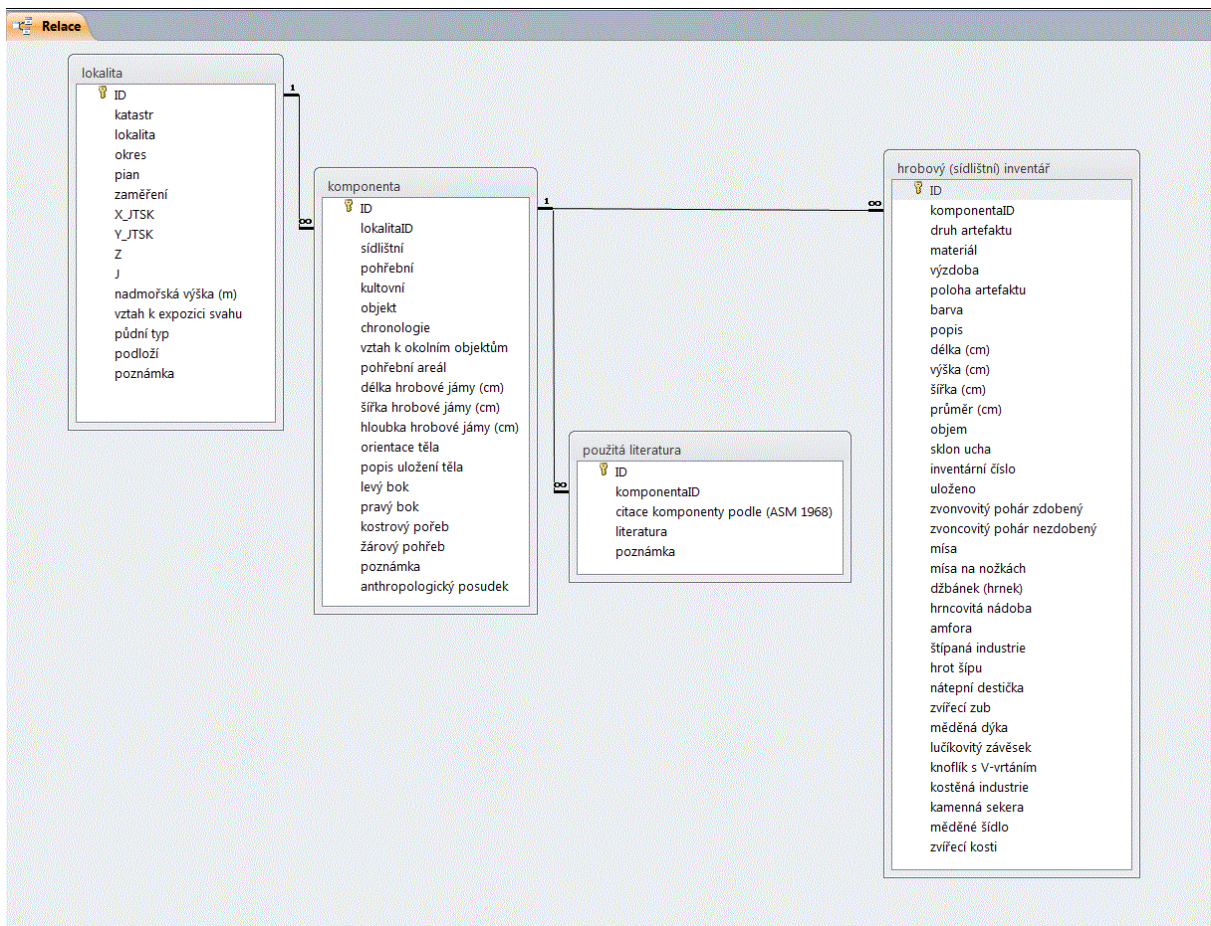 Relace
lokalita
ID
katastr
lokalita
okres
pian
zaměření
X_JTSK
Y_JTSK
Z
J
nadmořská výška (m)
vztah k expozici svahu
půdní typ
podloží
poznámka
1
∞
komponenta
ID
lokalitaID
sídlištní
pohřební
kultovní
objekt
chronologie
vztah k okolním objektům
pohřební areál
délka hrobové jámy (cm)
šířka hrobové jámy (cm)
hloubka hrobové jámy (cm)
orientace těla
popis uložení těla
levý bok
pravý bok
kostrový pořeb
žárový pohřeb
poznámka
anthropologický posudek
1
∞
použitá literatura
ID
komponentaID
citace komponenty podle (ASM 1968)
literatura
poznámka
∞
hrobový (sídlištní) inventář
ID
komponentaID
druh artefaktu
materiál
výzdoba
poloha artefaktu
barva
popis
délka (cm)
výška (cm)
šířka (cm)
průměr (cm)
objem
sklon ucha
inventární číslo
uloženo
zvonvovitý pohár zdobený
zvoncovitý pohár nezdobený
mísa
mísa na nožkách
džbánek (hrnek)
hrncovitá nádoba
amfora
štípaná industrie
hrot šípu
nátepní destička
zvířecí zub
měděná dýka
lučíkovitý závěsek
knoflík s V-vrtáním
kostěná industrie
kamenná sekera
měděné šídlo
zvířecí kosti